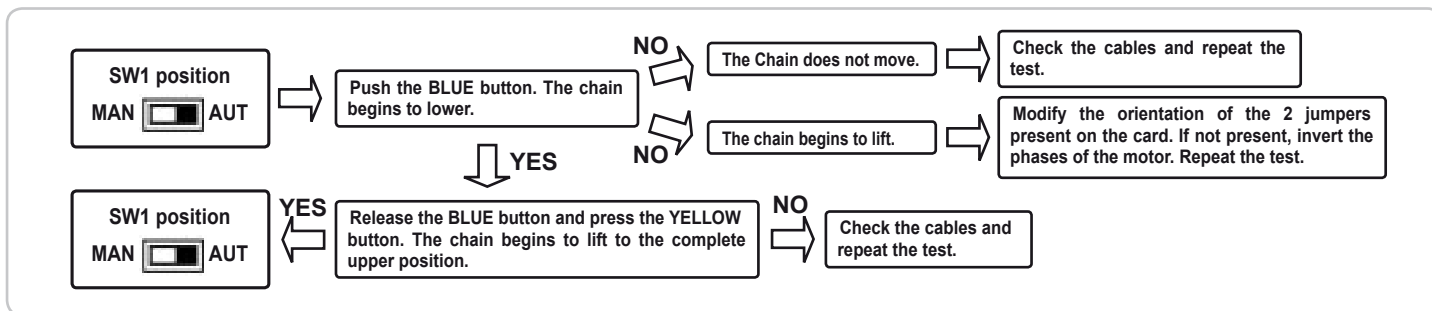 SW1 position
MAN AUT
Push the BLUE button. The chain
begins to lower.
NO
The Chain does not move.
Check the cables and repeat the
test.
NO
The chain begins to lift.
Modify the orientation of the 2 jumpers
present on the card. If not present, invert the
phases of the motor. Repeat the test.
YES
Release the BLUE button and press the YELLOW
button. The chain begins to lift to the complete
upper position.
YES
SW1 position
MAN AUT
NO
Check the cables and
repeat the test.